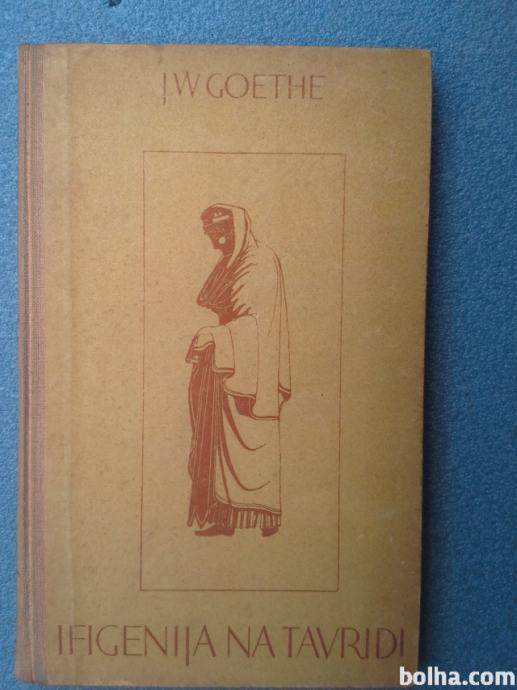 J.W GOETHE
IFIGENIJA NA TAVRIDI
bolha.com